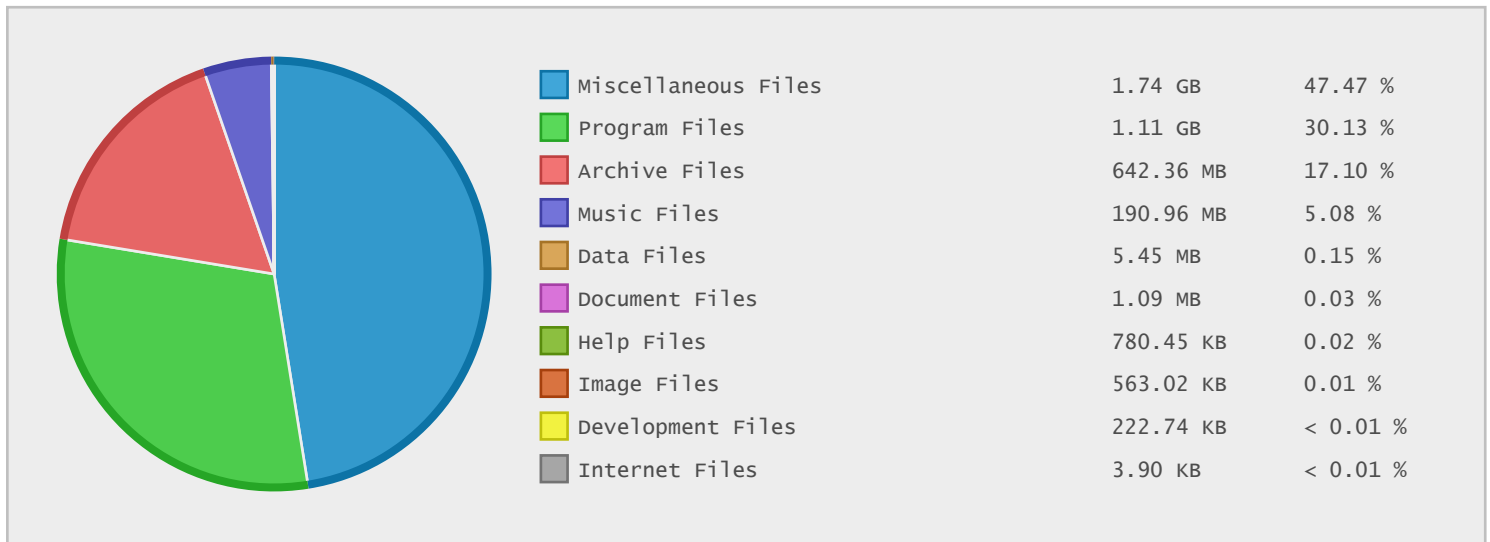 Miscellaneous Files 1.74 GB 47.47 %
Program Files 1.11 GB 30.13 %
Archive Files 642.36 MB 17.10 %
Music Files 190.96 MB 5.08 %
Data Files 5.45 MB 0.15 %
Document Files 1.09 MB 0.03 %
Help Files 780.45 KB 0.02 %
Image Files 563.02 KB 0.01 %
Development Files 222.74 KB < 0.01 %
Internet Files 3.90 KB < 0.01 %